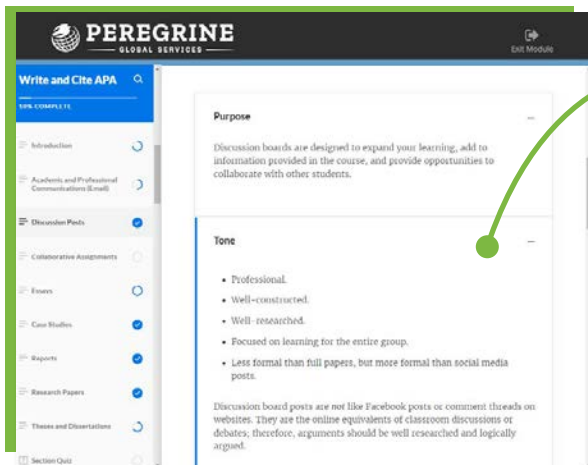 PEREGRINE
GLOBAL SERVICES
Exit Module
Write and Cite APA
50% COMPLETE
Introduction
Academic and Professional
Communications (Email)
Discussion Posts
Collaborative Assignments
Essays
Case Studies
Reports
Research Papers
Theses and Dissertations
Section Quiz
Purpose
Discussion boards are designed to expand your learning, add to
information provided in the course, and provide opportunities to
collaborate with other students.
Tone
• Professional.
• Well-constructed.
• Well-researched.
• Focused on learning for the entire group.
• Less formal than full papers, but more formal than social media
posts.
Discussion board posts are not like Facebook posts or comment threads on
websites. They are the online equivalents of classroom discussions or
debates; therefore, arguments should be well researched and logically
argued.